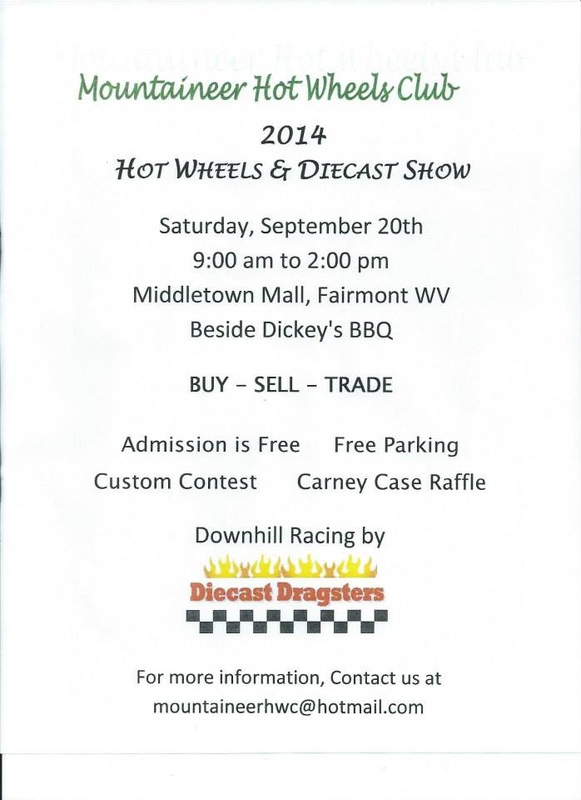 Mountaineer Hot Wheels Club
2014
HOT WHEELS & DIECAST SHOW
Saturday, September 20th
9:00 am to 2:00 pm
Middletown Mall, Fairmont WV
Beside Dickey's BBQ
BUY – SELL – TRADE
Admission is Free Free Parking
Custom Contest Carney Case Raffle
Downhill Racing by
Diecast Dragsters
For more information, Contact us at
mountaineerhwc@hotmail.com